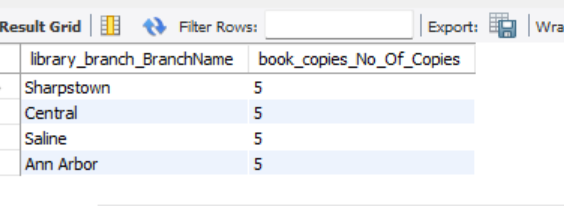 Result Grid Filter Rows: Export: Wra
library_branch_BranchName book_copies_No_Of_Copies
Sharpstown 5
Central 5
Saline 5
Ann Arbor 5